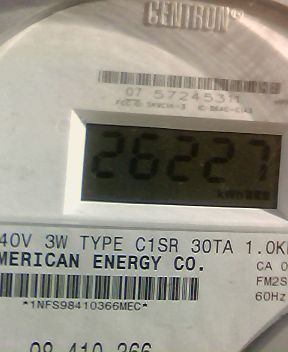 CENTRON®
07 57245311
26227
kWh
40V 3W TYPE C1SR 30TA 1.0K
MERICAN ENERGY CO.
CA 0
FM2S
60Hz
*1NFS98410366MEC*
98 410 366